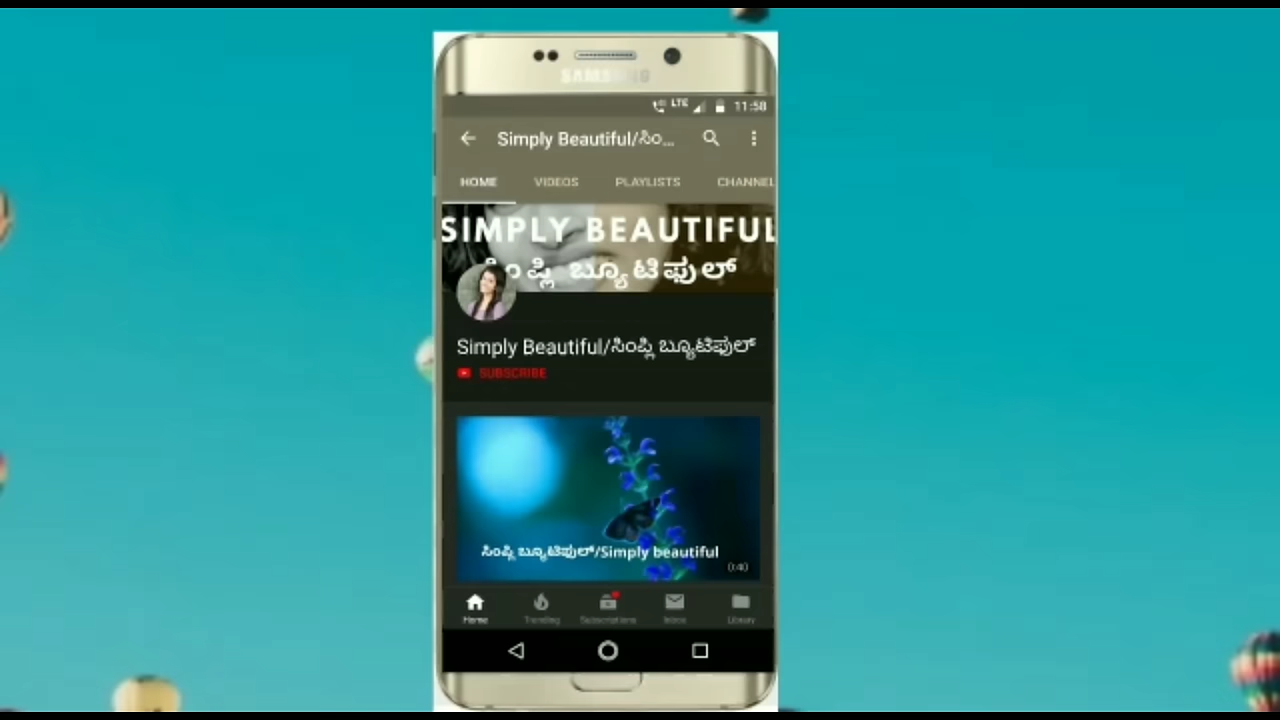 SAMSUNG
LTE 11:58
Simply Beautiful/ಸಿಂ...
HOME VIDEOS PLAYLISTS CHANNEL
SIMPLY BEAUTIFUL
ಸಿಂಪ್ಲಿ ಬ್ಯೂಟಿಫುಲ್
Simply Beautiful/ಸಿಂಪ್ಲಿ ಬ್ಯೂಟಿಫುಲ್
SUBSCRIBE
ಸಿಂಪ್ಲಿ ಬ್ಯೂಟಿಫುಲ್/Simply beautiful
0:40
Home Trending Subscriptions Inbox Library